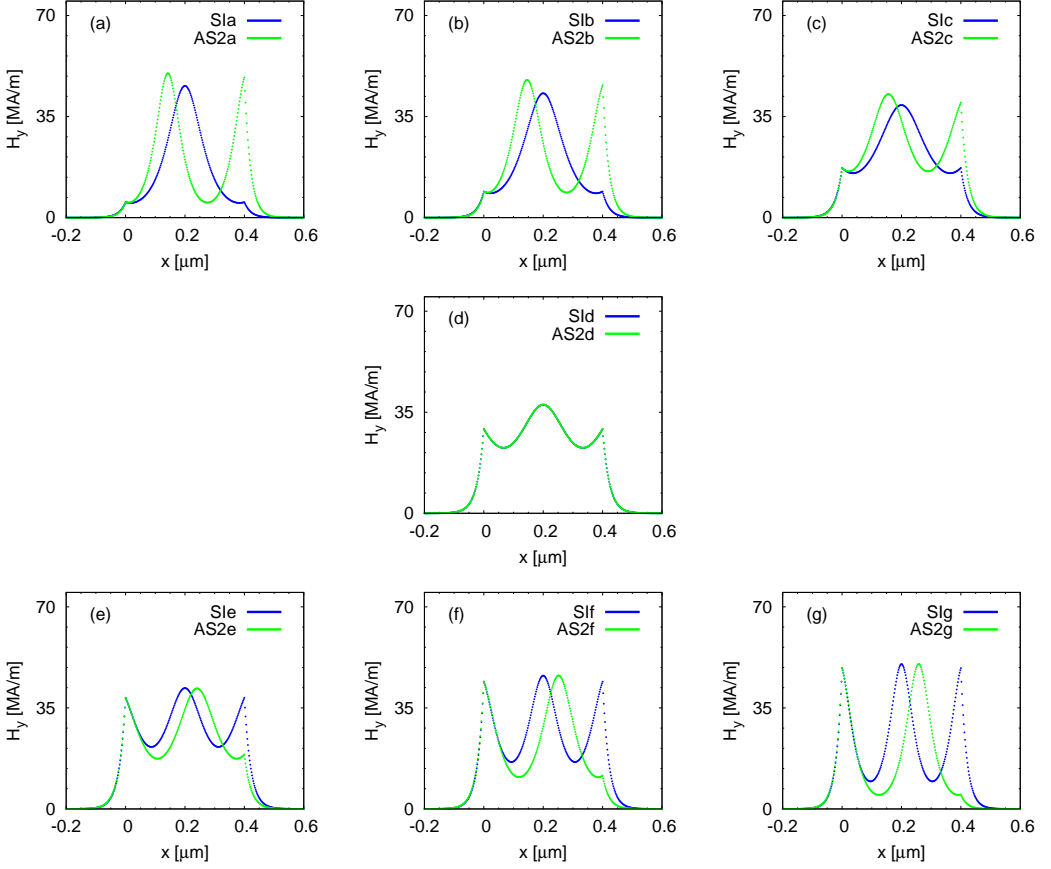 (a) SIa
AS2a
H_y [MA/m]
70
35
0
-0.2 0 0.2 0.4 0.6
x [μm]
(b) SIb
AS2b
H_y [MA/m]
70
35
0
-0.2 0 0.2 0.4 0.6
x [μm]
(c) SIc
AS2c
H_y [MA/m]
70
35
0
-0.2 0 0.2 0.4 0.6
x [μm]
(d) SId
AS2d
H_y [MA/m]
70
35
0
-0.2 0 0.2 0.4 0.6
x [μm]
(e) SIe
AS2e
H_y [MA/m]
70
35
0
-0.2 0 0.2 0.4 0.6
x [μm]
(f) SIf
AS2f
H_y [MA/m]
70
35
0
-0.2 0 0.2 0.4 0.6
x [μm]
(g) SIg
AS2g
H_y [MA/m]
70
35
0
-0.2 0 0.2 0.4 0.6
x [μm]